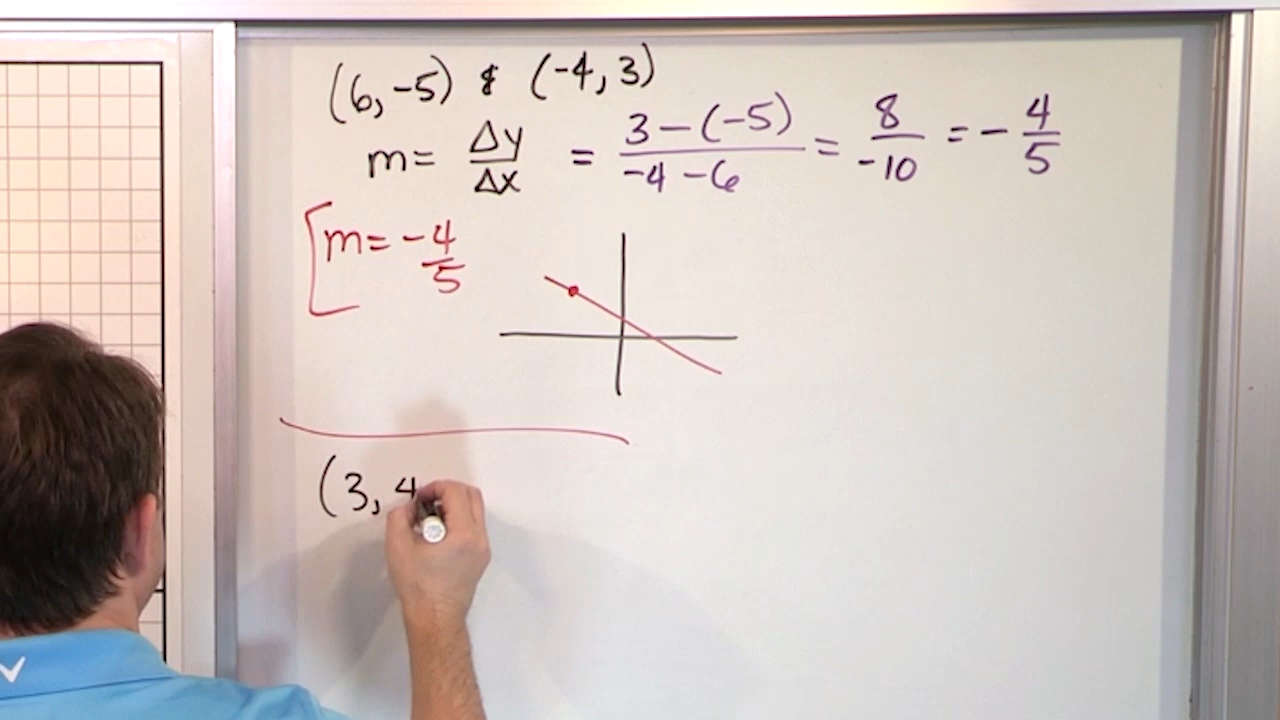 (6, -5) & (-4, 3)
m = Δy/Δx = 3 - (-5)/-4 - 6 = 8/-10 = - 4/5
m = - 4/5
(3, 4